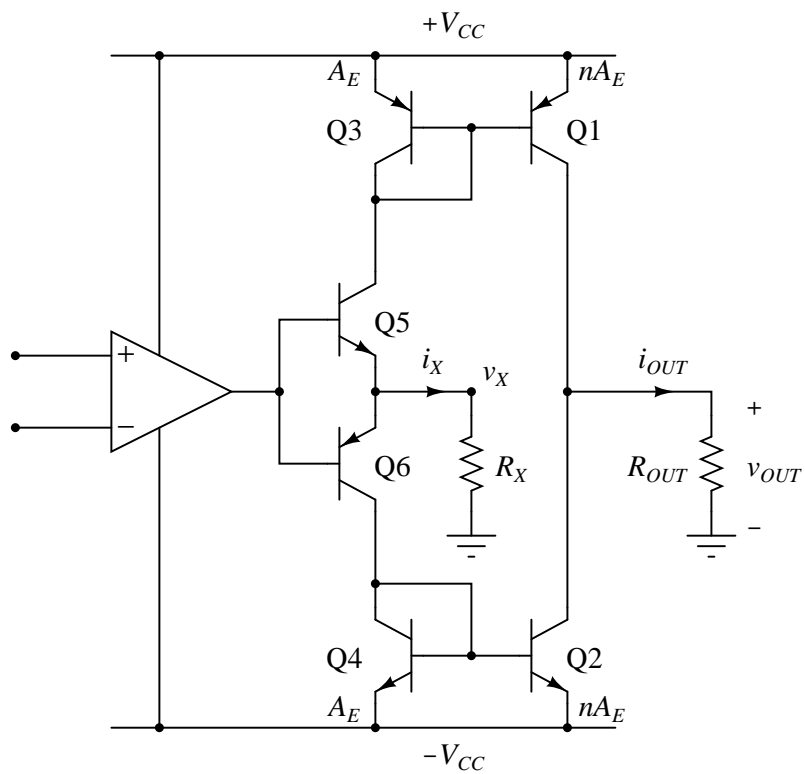 +V_CC
A_E nA_E
Q3 Q1
Q5
+ i_X v_X i_OUT +
−
Q6 R_X R_OUT v_OUT
−
Q4 Q2
A_E nA_E
−V_CC